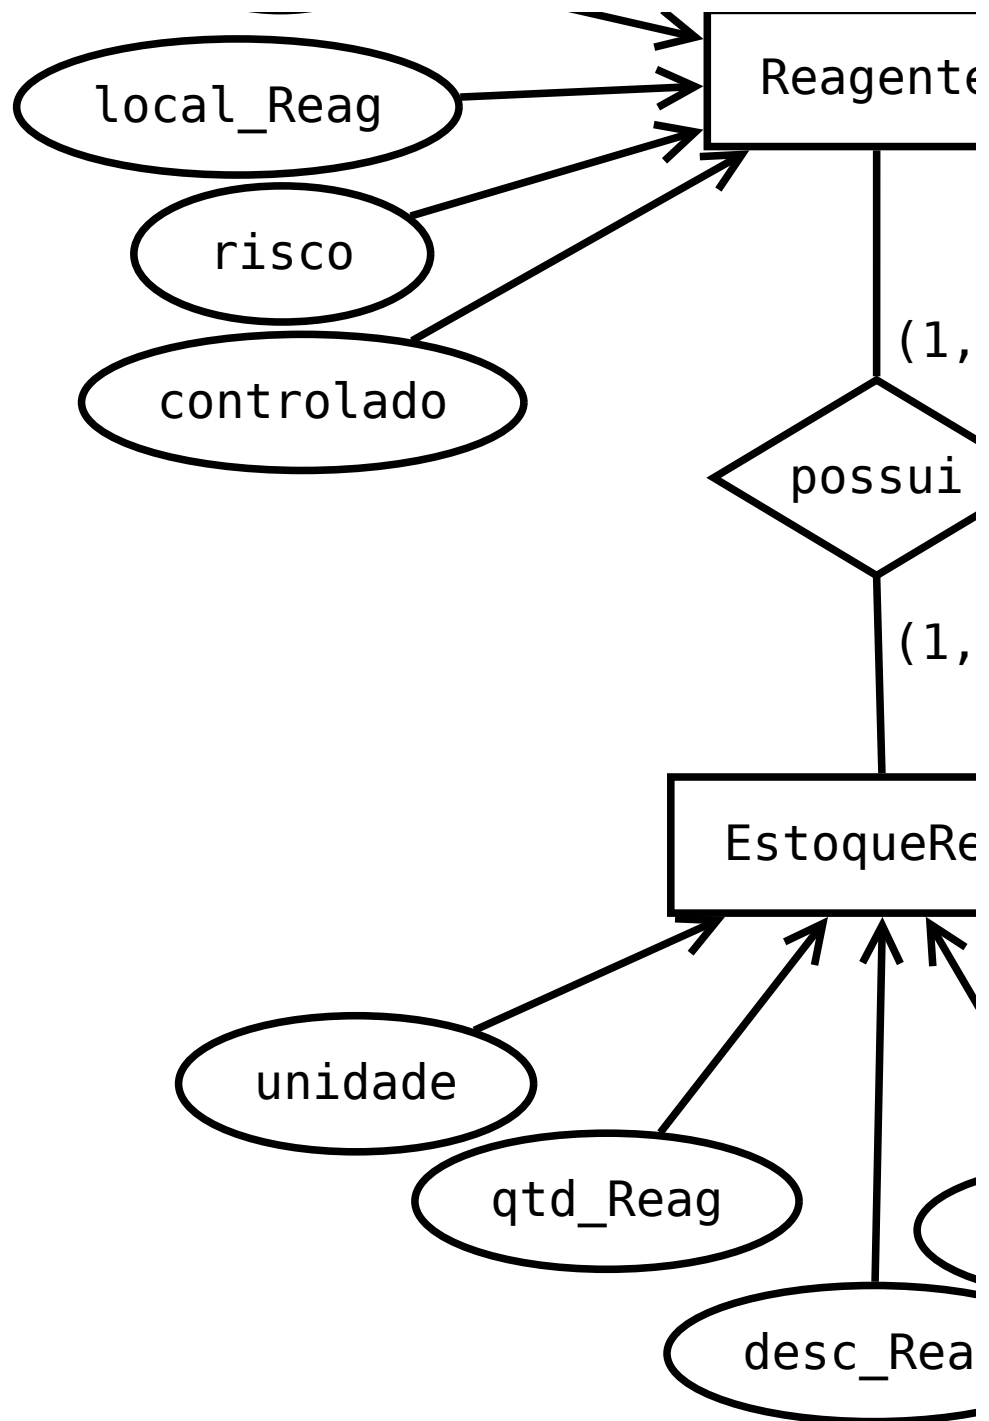 Reagente
local_Reag
risco
(1,
controlado
possui
(1,
EstoqueRe
unidade
qtd_Reag
desc_Rea